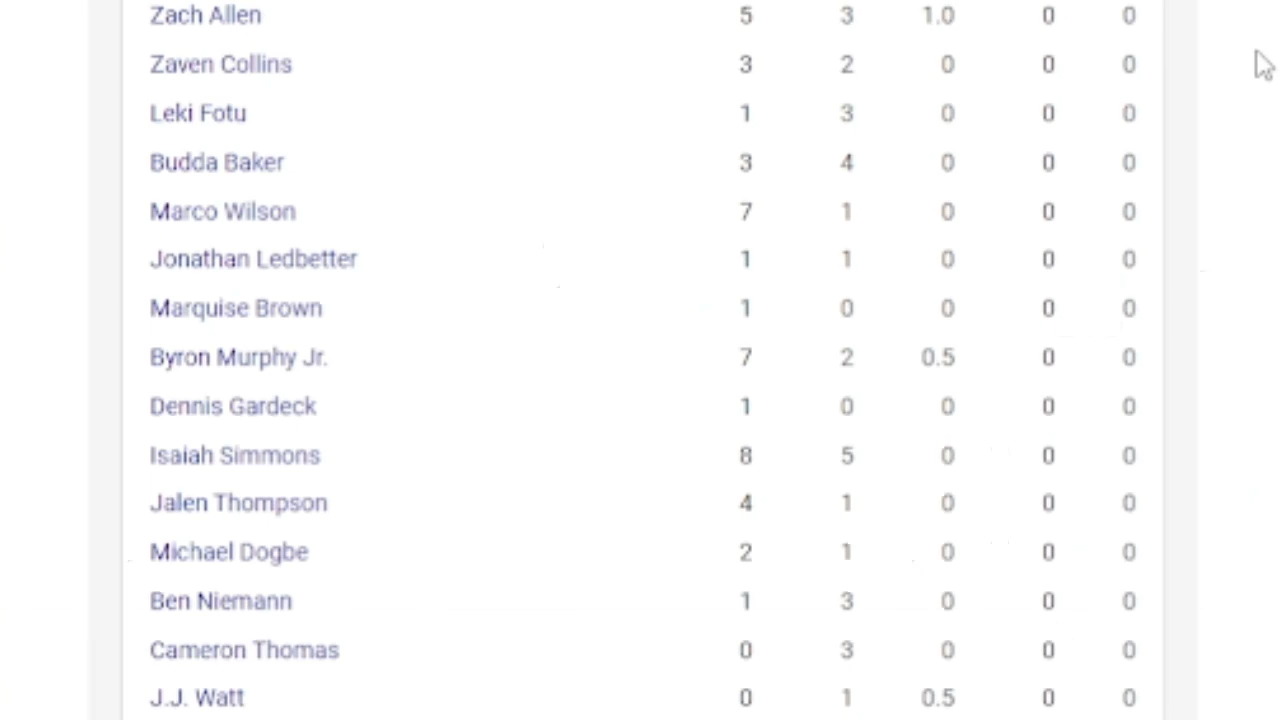 Zach Allen 5 3 1.0 0 0
Zaven Collins 3 2 0 0 0
Leki Fotu 1 3 0 0 0
Budda Baker 3 4 0 0 0
Marco Wilson 7 1 0 0 0
Jonathan Ledbetter 1 1 0 0 0
Marquise Brown 1 0 0 0 0
Byron Murphy Jr. 7 2 0.5 0 0
Dennis Gardeck 1 0 0 0 0
Isaiah Simmons 8 5 0 0 0
Jalen Thompson 4 1 0 0 0
Michael Dogbe 2 1 0 0 0
Ben Niemann 1 3 0 0 0
Cameron Thomas 0 3 0 0 0
J.J. Watt 0 1 0.5 0 0